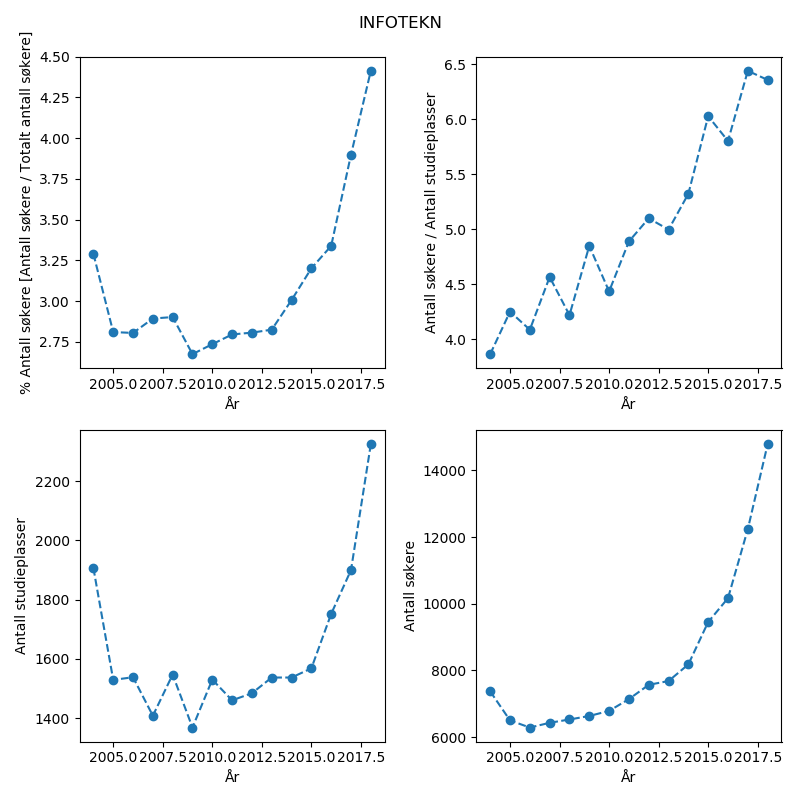 INFOTEKN
% Antall søkere [Antall søkere / Totalt antall søkere]
4.50
4.25
4.00
3.75
3.50
3.25
3.00
2.75
2005.0 2007.5 2010.0 2012.5 2015.0 2017.5
År
Antall søkere / Antall studieplasser
6.5
6.0
5.5
5.0
4.5
4.0
2005.0 2007.5 2010.0 2012.5 2015.0 2017.5
År
Antall studieplasser
2200
2000
1800
1600
1400
2005.0 2007.5 2010.0 2012.5 2015.0 2017.5
År
Antall søkere
14000
12000
10000
8000
6000
2005.0 2007.5 2010.0 2012.5 2015.0 2017.5
År